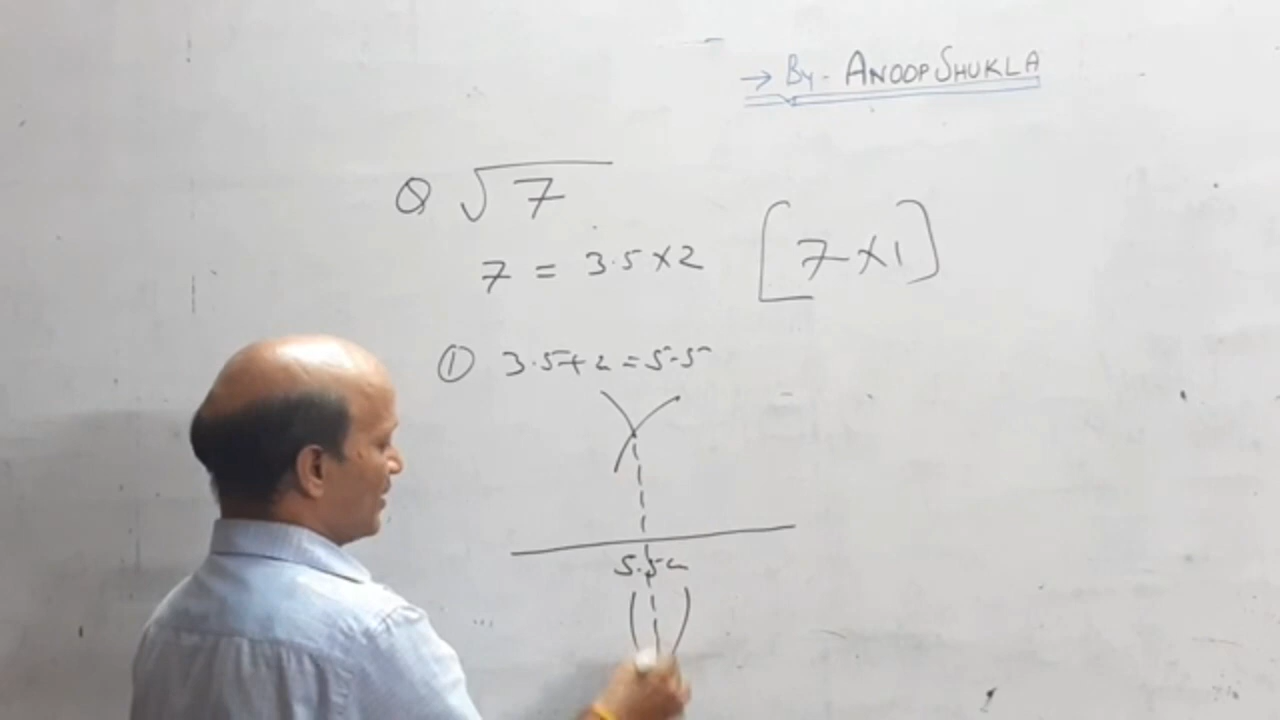 → By - ANOOP SHUKLA
Q √7
7 = 3.5 × 2 [7 × 1]
① 3.5 + 2 = 5.5
5.5